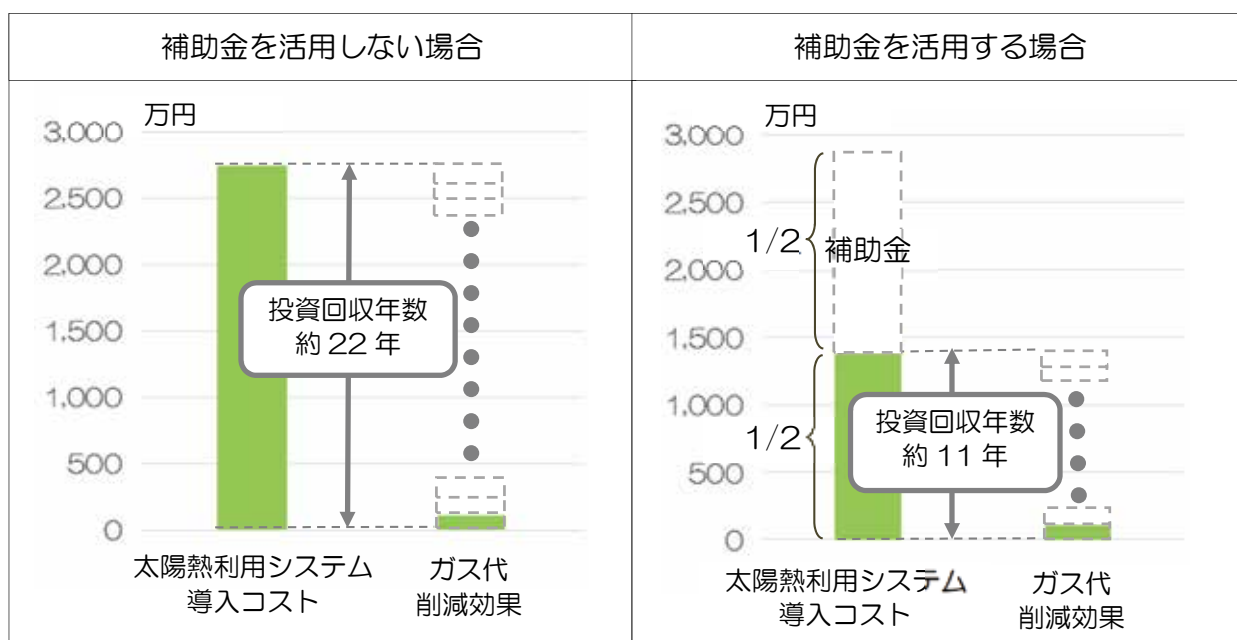 補助金を活用しない場合
補助金を活用する場合
万円
3,000
2,500
2,000
1,500
1,000
500
0
投資回収年数
約 22 年
太陽熱利用システム
導入コスト
ガス代
削減効果
万円
3,000
2,500
2,000
1,500
1,000
500
0
1/2
補助金
1/2
投資回収年数
約 11 年
太陽熱利用システム
導入コスト
ガス代
削減効果